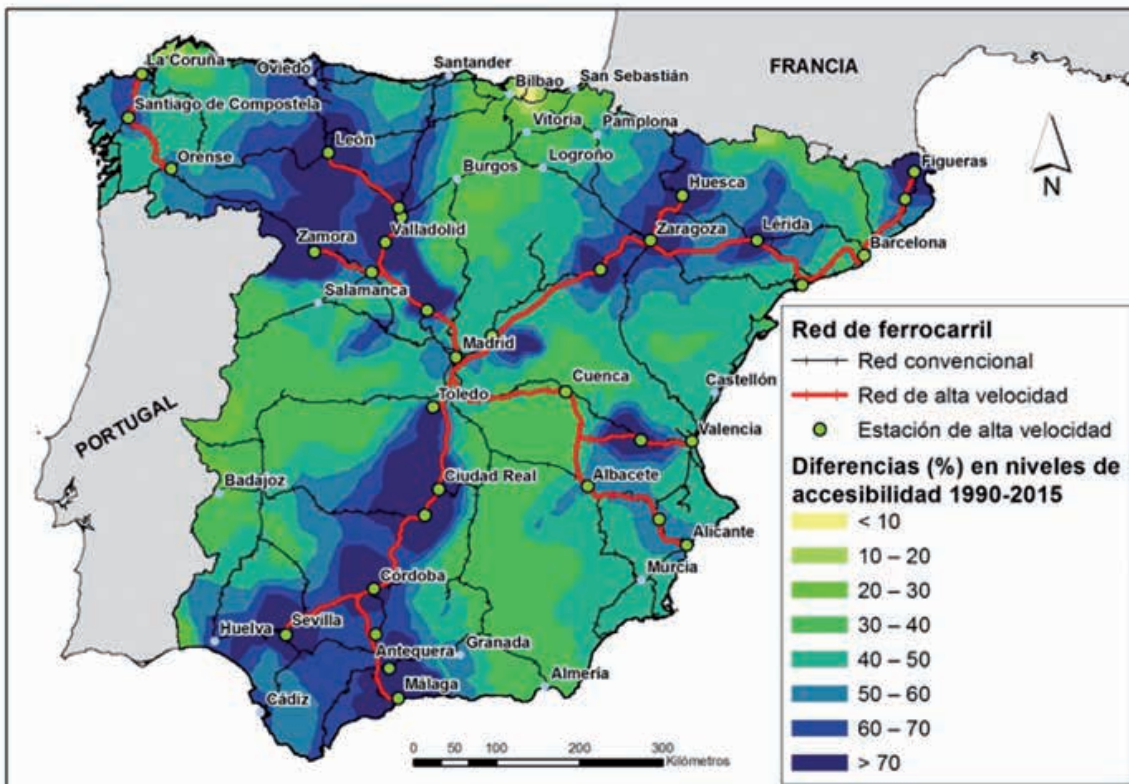 La Coruña
Oviedo
Santander
Bilbao
San Sebastián
FRANCIA
Santiago de Compostela
Vitoria
Pamplona
León
Orense
Burgos
Logroño
Figueras
N
Huesca
Zamora
Valladolid
Zaragoza
Lérida
Barcelona
Salamanca
Madrid
Cuenca
Castellón
Toledo
PORTUGAL
Valencia
Badajoz
Ciudad Real
Albacete
Alicante
Murcia
Córdoba
Huelva
Sevilla
Granada
Antequera
Almería
Málaga
Cádiz
Red de ferrocarril
Red convencional
Red de alta velocidad
Estación de alta velocidad
Diferencias (%) en niveles de
accesibilidad 1990-2015
< 10
10 – 20
20 – 30
30 – 40
40 – 50
50 – 60
60 – 70
> 70
0 50 100 200 300
Kilómetros